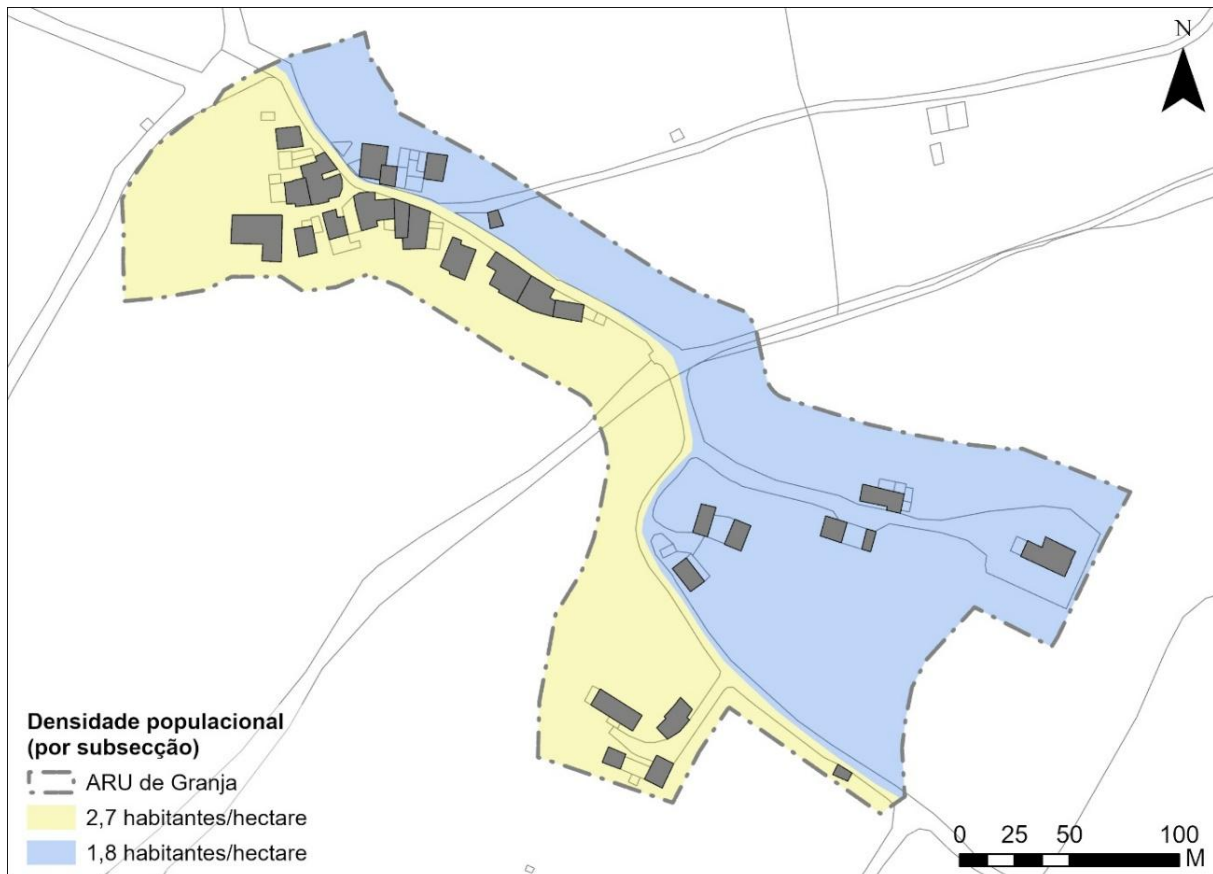 N
Densidade populacional
(por subsecção)
ARU de Granja
2,7 habitantes/hectare
1,8 habitantes/hectare
0 25 50 100
M